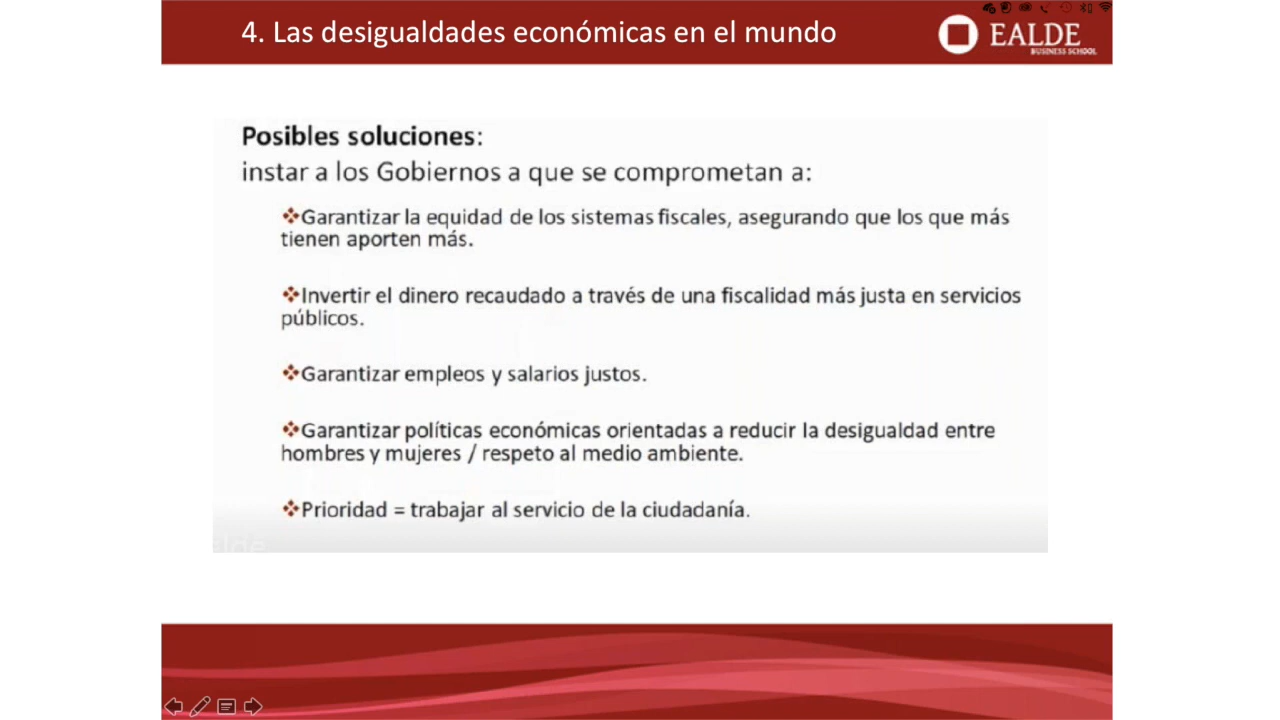 4. Las desigualdades económicas en el mundo
EALDE
BUSINESS SCHOOL
Posibles soluciones:
instar a los Gobiernos a que se comprometan a:
❖Garantizar la equidad de los sistemas fiscales, asegurando que los que más
tienen aporten más.
❖Invertir el dinero recaudado a través de una fiscalidad más justa en servicios
públicos.
❖Garantizar empleos y salarios justos.
❖Garantizar políticas económicas orientadas a reducir la desigualdad entre
hombres y mujeres / respeto al medio ambiente.
❖Prioridad = trabajar al servicio de la ciudadanía.